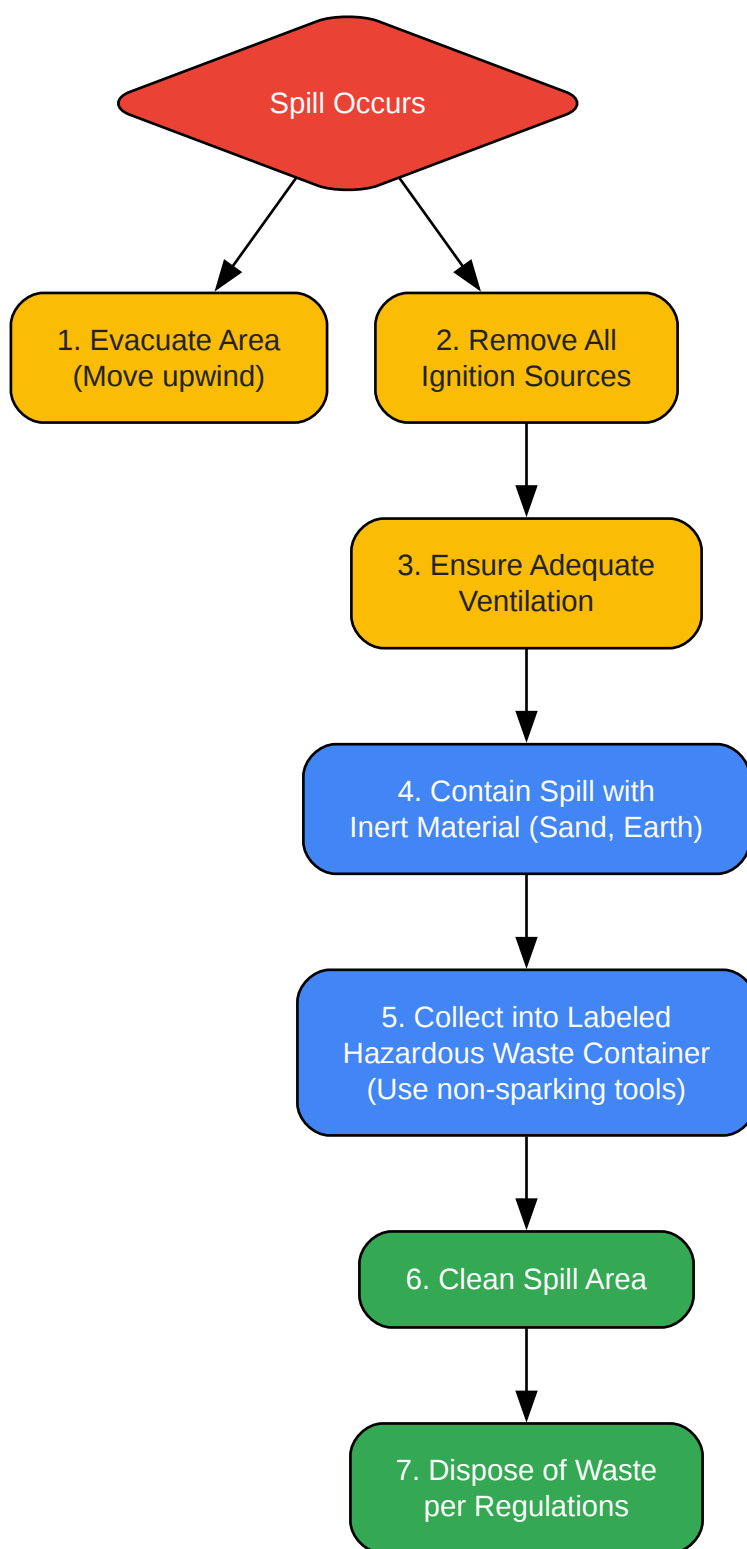 Spill Occurs
1. Evacuate Area
(Move upwind)
2. Remove All
Ignition Sources
3. Ensure Adequate
Ventilation
4. Contain Spill with
Inert Material (Sand, Earth)
5. Collect into Labeled
Hazardous Waste Container
(Use non-sparking tools)
6. Clean Spill Area
7. Dispose of Waste
per Regulations